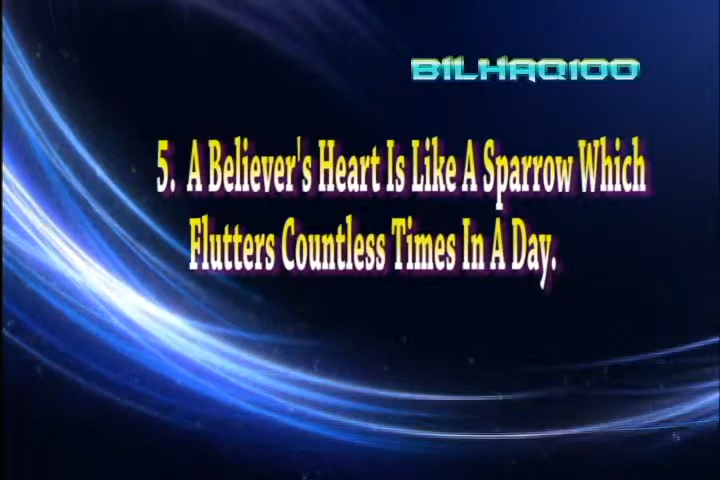 BILHAQ100
5. A Believer's Heart Is Like A Sparrow Which
Flutters Countless Times In A Day.